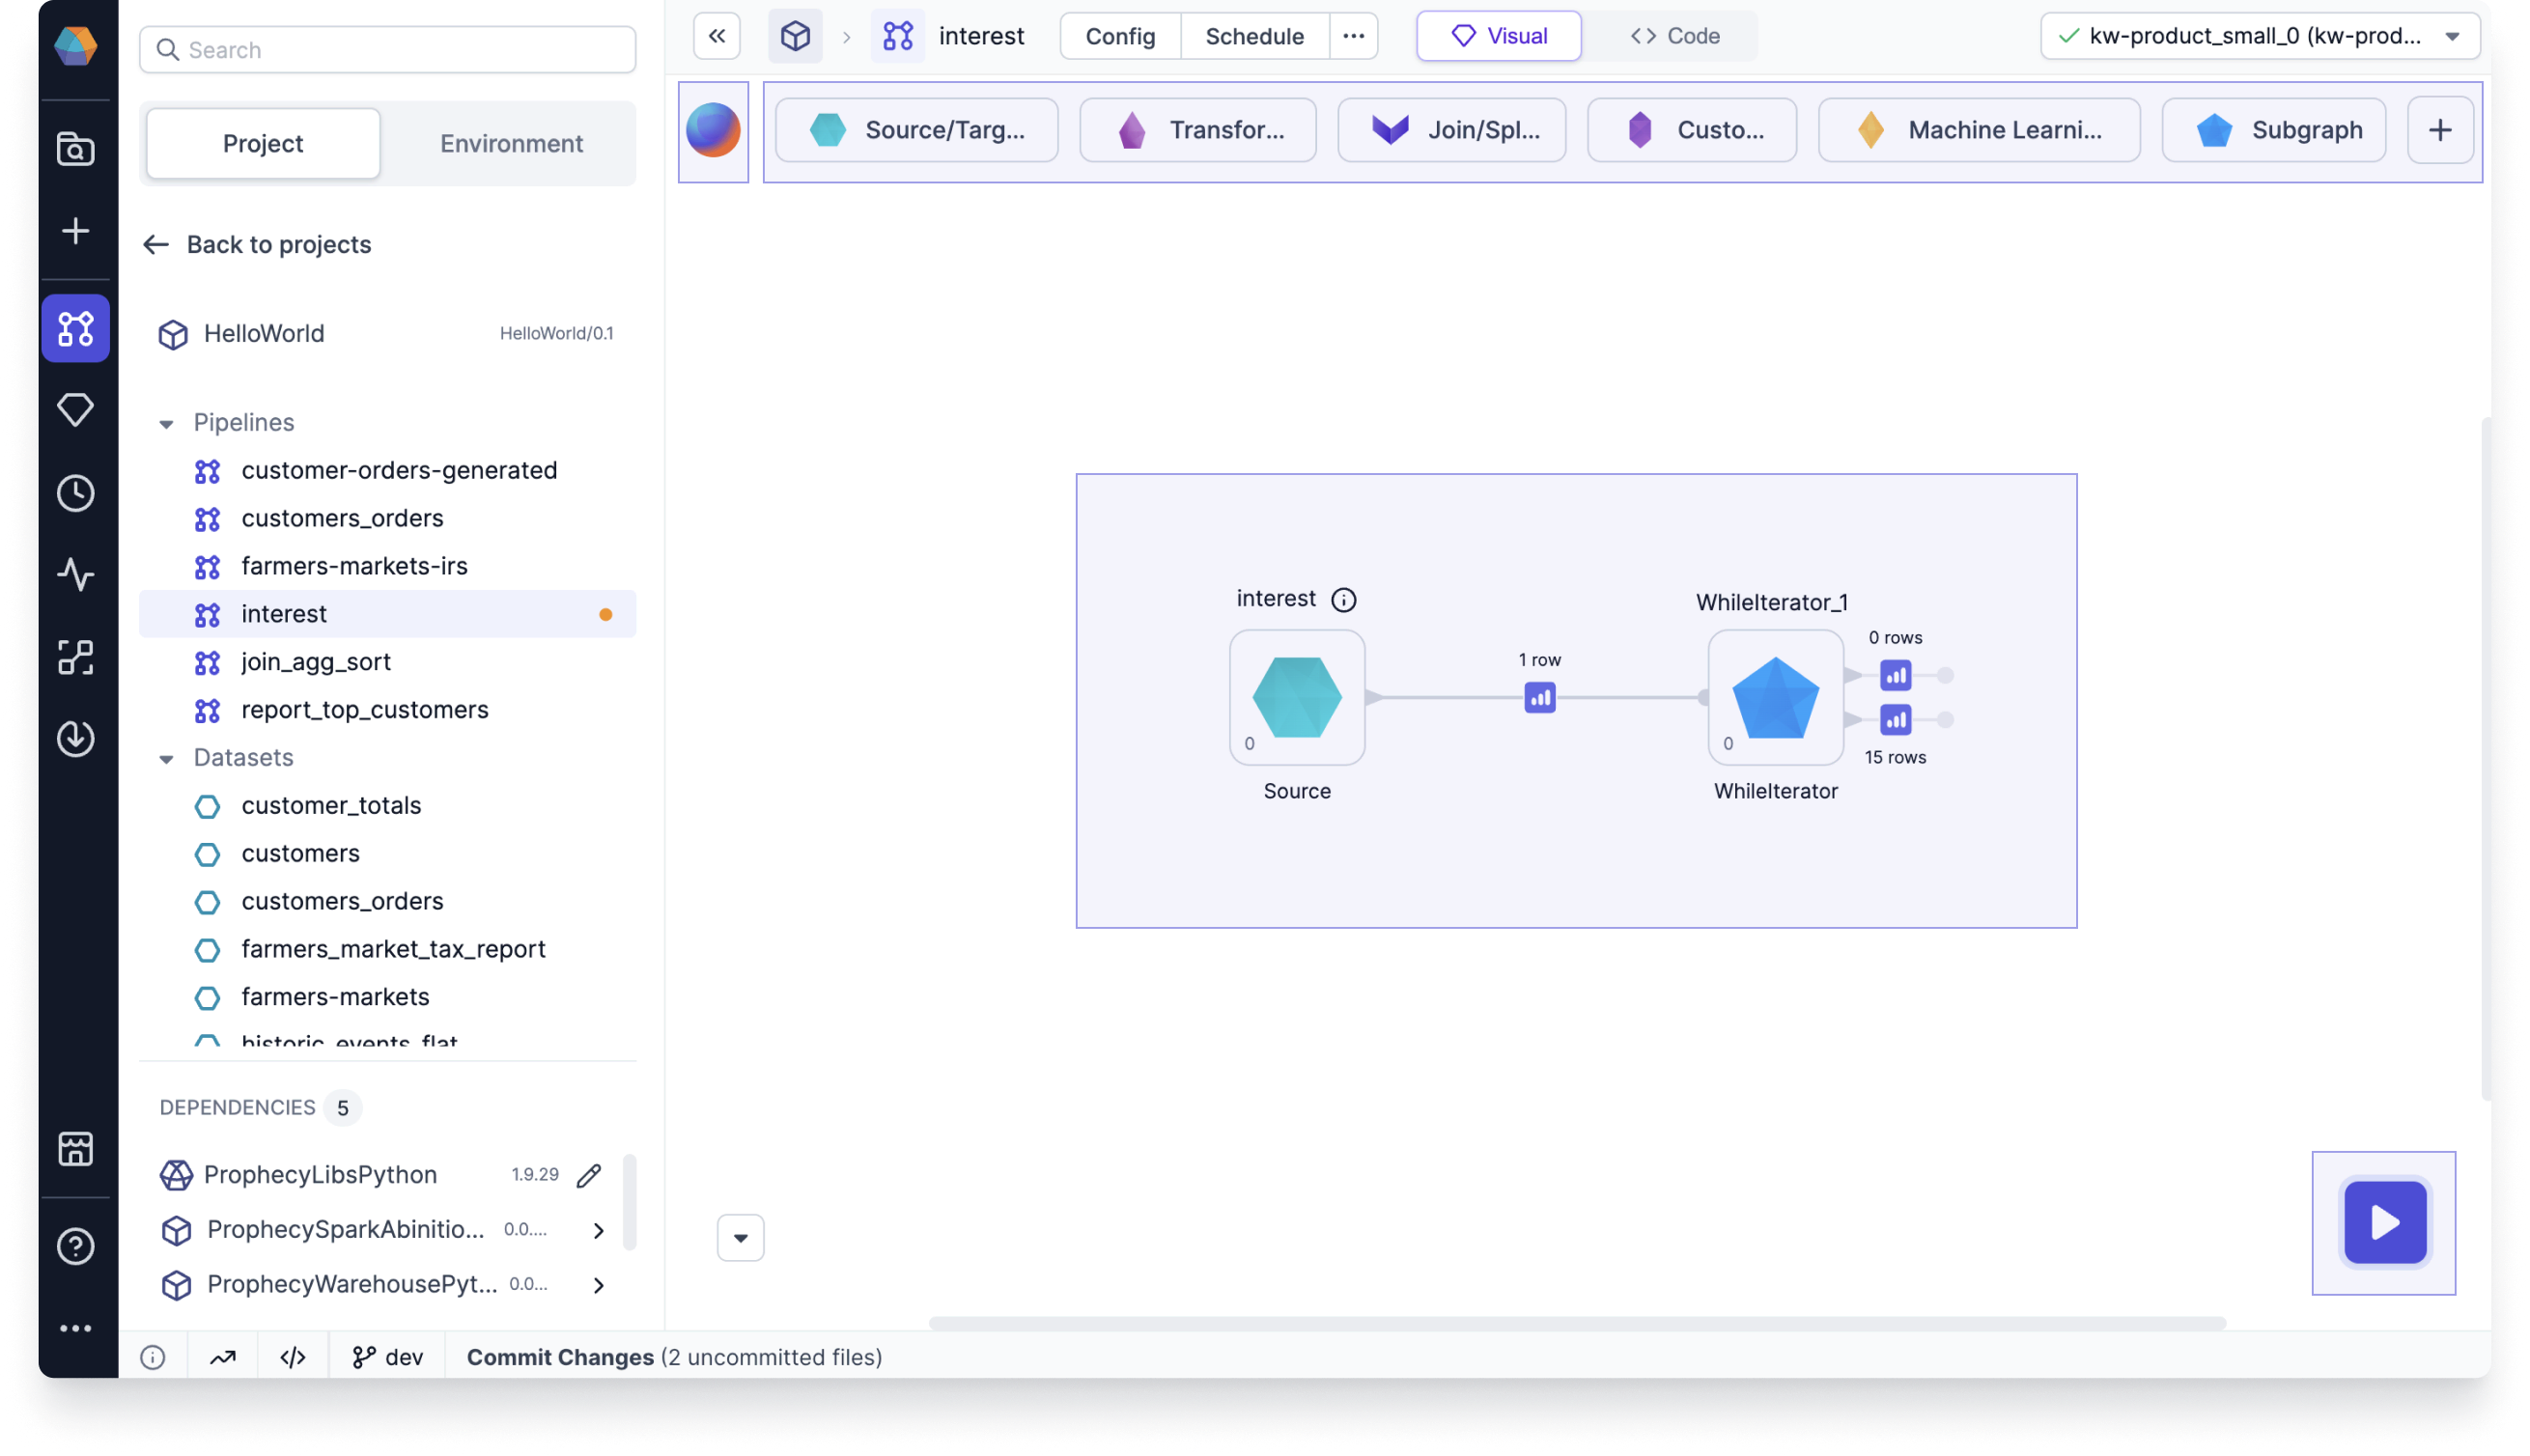 Search
Project
Environment
Back to projects
HelloWorld
HelloWorld/0.1
Pipelines
customer-orders-generated
customers_orders
farmers-markets-irs
interest
join_agg_sort
report_top_customers
Datasets
customer_totals
customers
customers_orders
farmers_market_tax_report
farmers-markets
historic_events_flat
DEPENDENCIES 5
ProphecyLibsPython 1.9.29
ProphecySparkAbinitio... 0.0....
ProphecyWarehousePyt... 0.0...
dev
Commit Changes (2 uncommitted files)
interest
Config
Schedule
Visual
Code
kw-product_small_0 (kw-prod...
Source/Targ...
Transfor...
Join/Spl...
Custo...
Machine Learni...
Subgraph
interest
0
Source
1 row
WhileIterator_1
0
WhileIterator
0 rows
15 rows